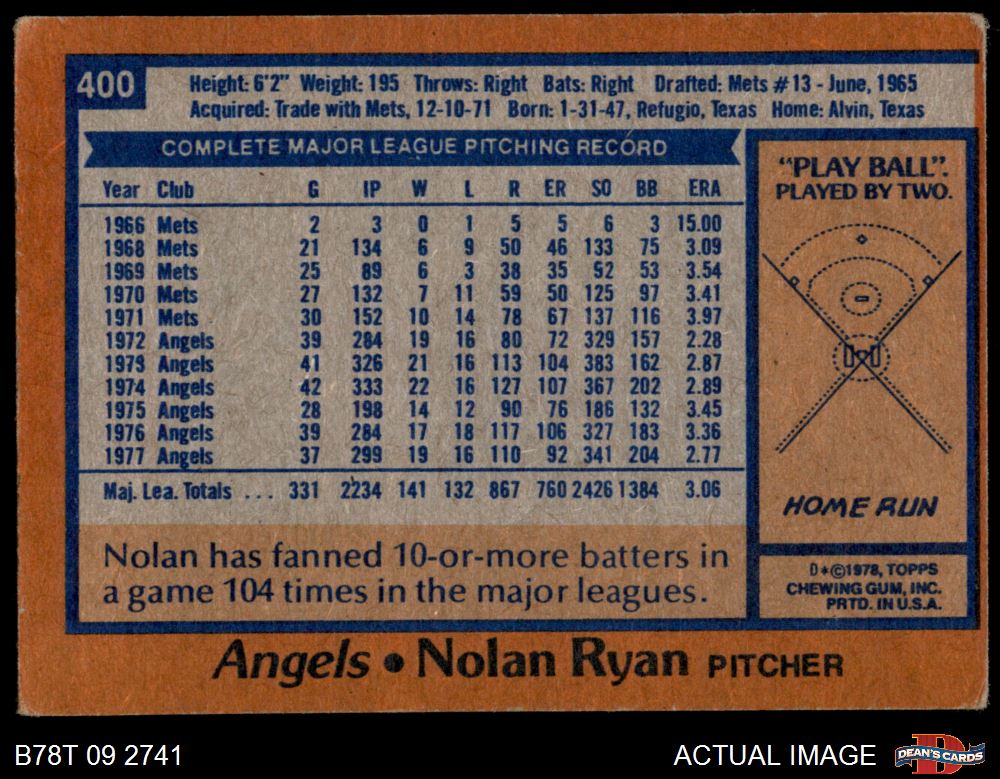 400
Height: 6'2" Weight: 195 Throws: Right Bats: Right Drafted: Mets #13 - June, 1965
Acquired: Trade with Mets, 12-10-71 Born: 1-31-47, Refugio, Texas Home: Alvin, Texas
COMPLETE MAJOR LEAGUE PITCHING RECORD
Year Club G IP W L R ER SO BB ERA
1966 Mets 2 3 0 1 5 5 6 3 15.00
1968 Mets 21 134 6 9 50 46 133 75 3.09
1969 Mets 25 89 6 3 38 35 92 53 3.54
1970 Mets 27 132 7 11 59 50 125 97 3.41
1971 Mets 30 152 10 14 78 67 137 116 3.97
1972 Angels 39 284 19 16 80 72 329 157 2.28
1973 Angels 41 326 21 16 113 104 383 162 2.87
1974 Angels 42 333 22 16 127 107 367 202 2.89
1975 Angels 28 198 14 12 90 76 186 132 3.45
1976 Angels 39 284 17 18 117 106 327 183 3.36
1977 Angels 37 299 19 16 110 92 341 204 2.77
Maj. Lea. Totals ... 331 2234 141 132 867 760 2426 1384 3.06
Nolan has fanned 10-or-more batters in
a game 104 times in the major leagues.
"PLAY BALL".
PLAYED BY TWO.
HOME RUN
D*©1978, TOPPS
CHEWING GUM, INC.
PRTD. IN U.S.A.
Angels • Nolan Ryan PITCHER
B78T 09 2741
ACTUAL IMAGE
DEAN'S CARDS